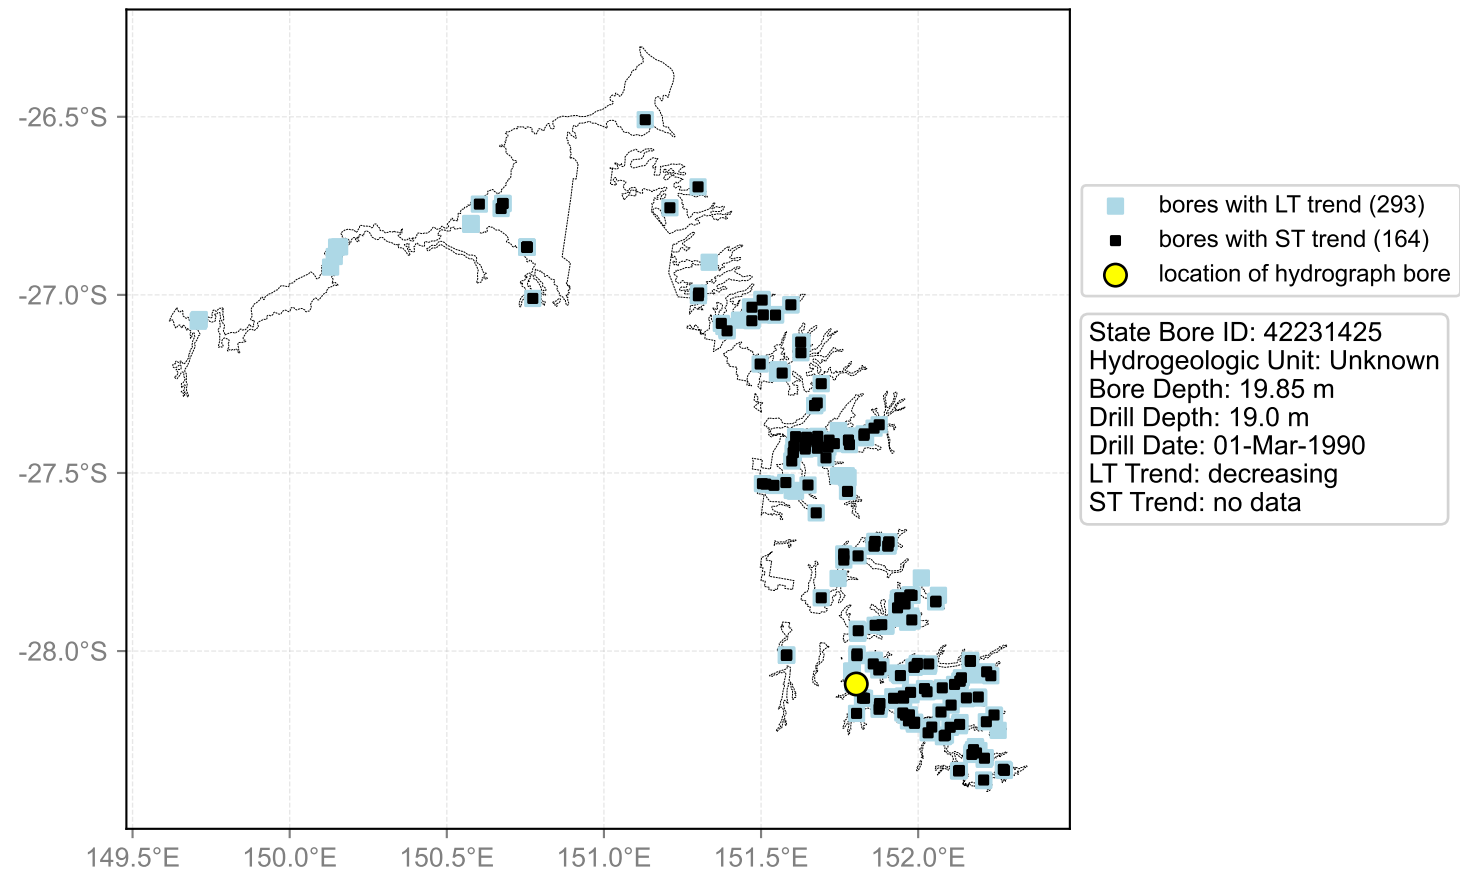 -26.5°S
-27.0°S
-27.5°S
-28.0°S
149.5°E
150.0°E
150.5°E
151.0°E
151.5°E
152.0°E
bores with LT trend (293)
bores with ST trend (164)
location of hydrograph bore
State Bore ID: 42231425
Hydrogeologic Unit: Unknown
Bore Depth: 19.85 m
Drill Depth: 19.0 m
Drill Date: 01-Mar-1990
LT Trend: decreasing
ST Trend: no data